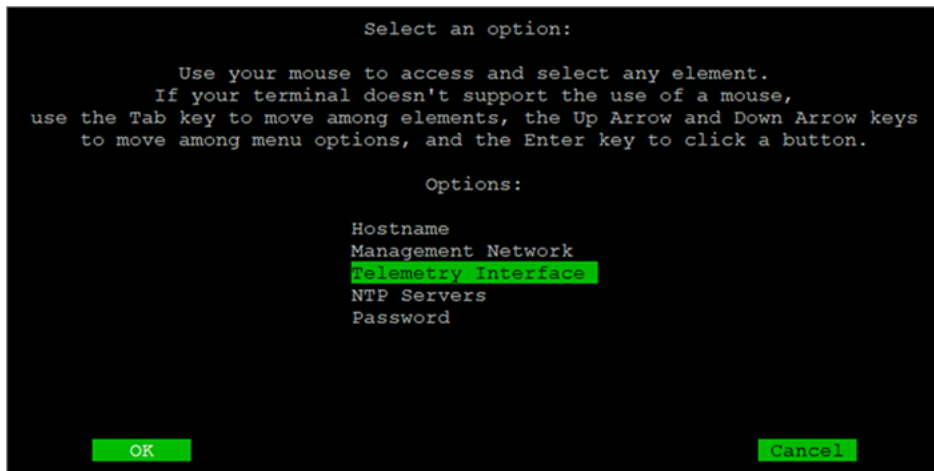 Select an option:
Use your mouse to access and select any element.
If your terminal doesn't support the use of a mouse,
use the Tab key to move among elements, the Up Arrow and Down Arrow keys
to move among menu options, and the Enter key to click a button.
Options:
Hostname
Management Network
Telemetry Interface
NTP Servers
Password
OK Cancel